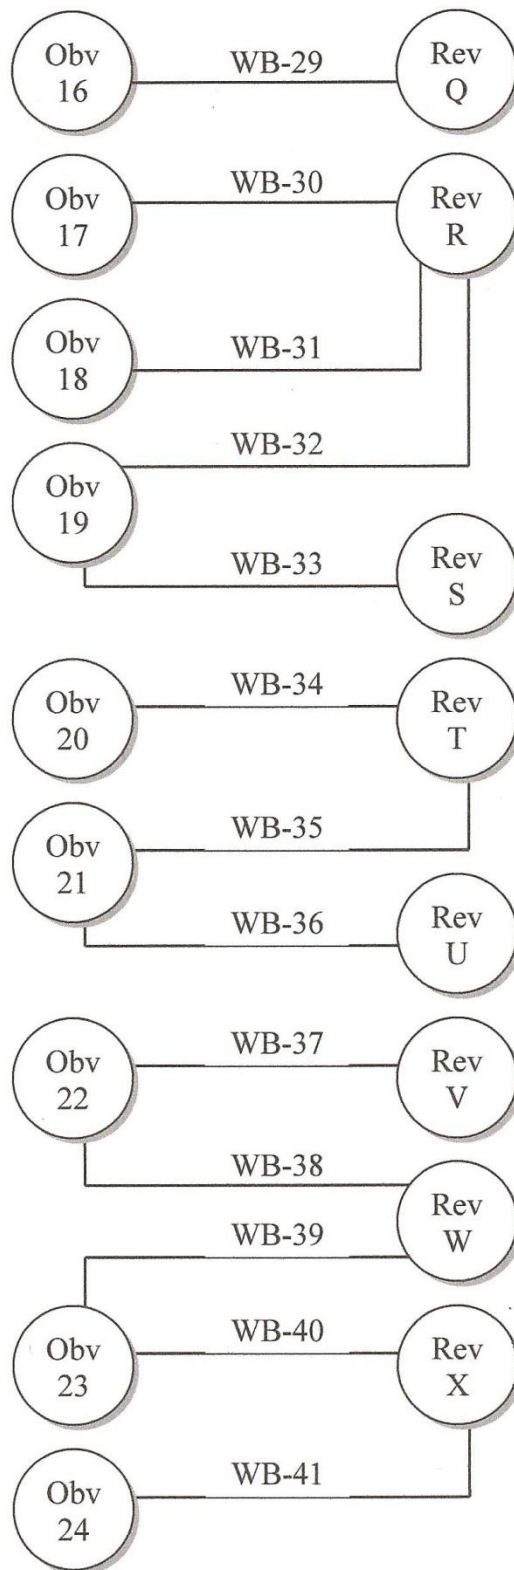 Obv
16
WB-29
Rev
Q
Obv
17
WB-30
Rev
R
Obv
18
WB-31
Obv
19
WB-32
WB-33
Rev
S
Obv
20
WB-34
Rev
T
Obv
21
WB-35
WB-36
Rev
U
Obv
22
WB-37
Rev
V
WB-38
Rev
W
WB-39
Obv
23
WB-40
Rev
X
Obv
24
WB-41